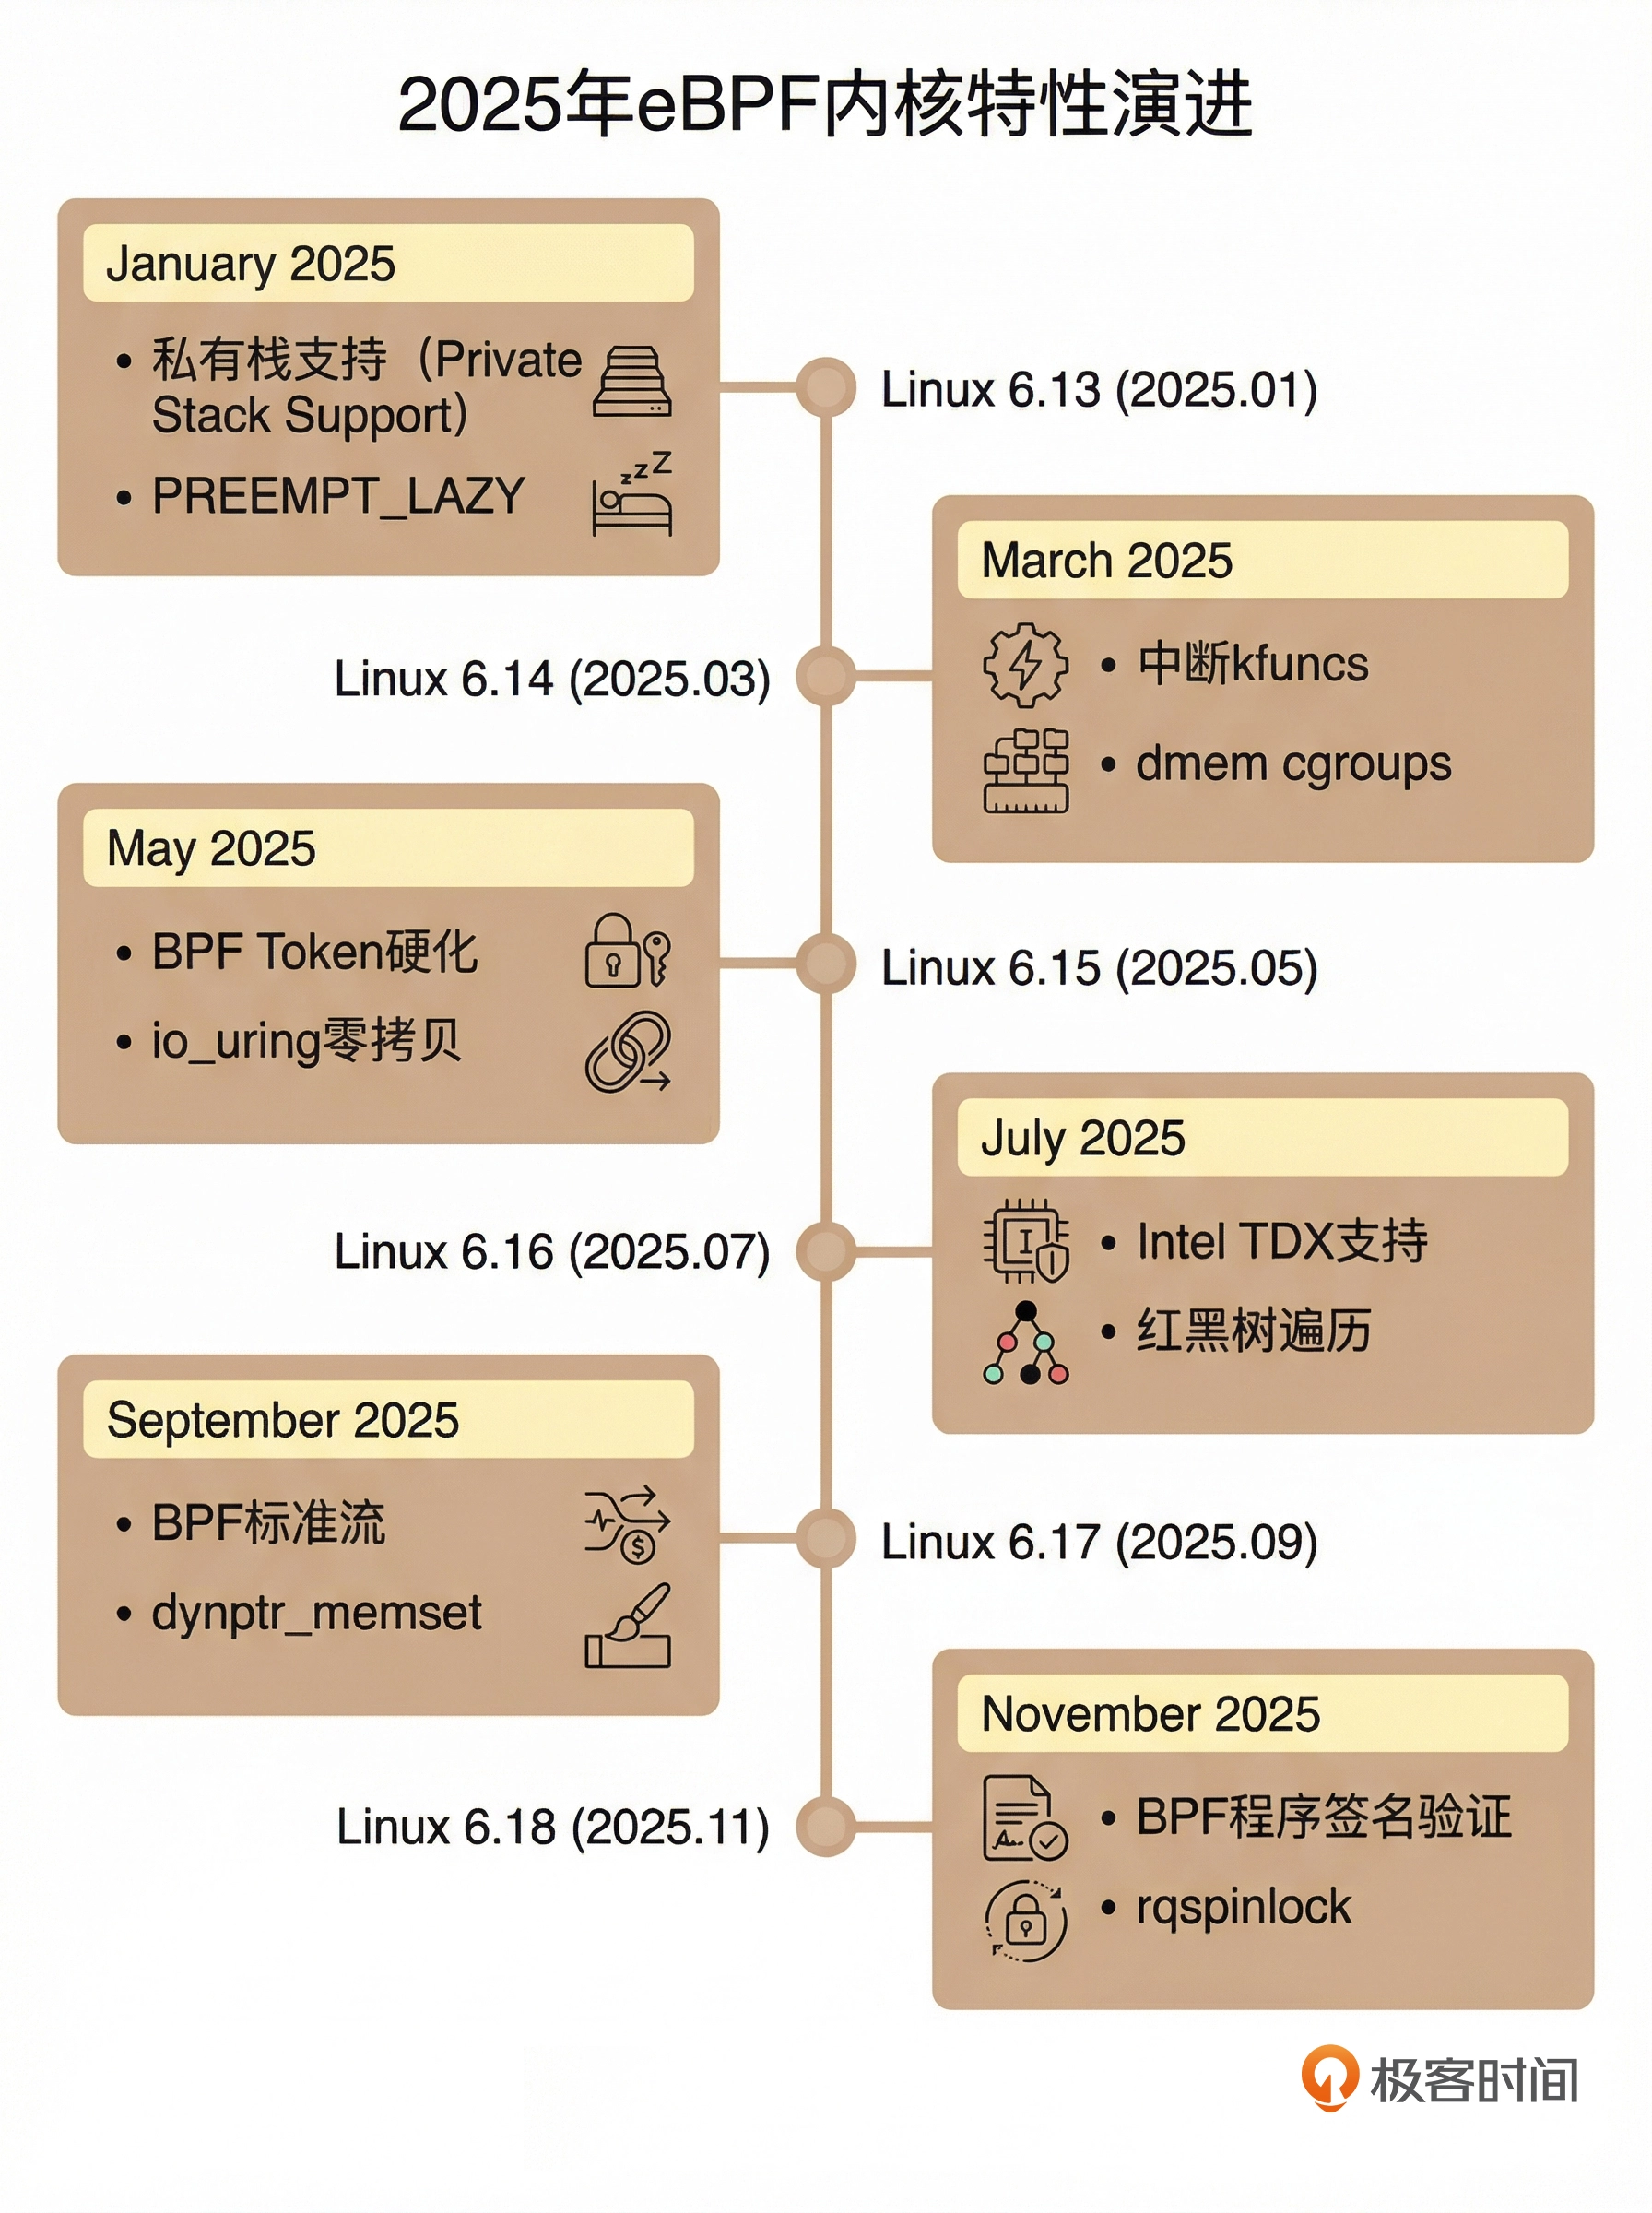 2025年eBPF内核特性演进
January 2025
• 私有栈支持（Private
Stack Support）
• PREEMPT_LAZY
zzZ
Linux 6.13 (2025.01)
March 2025
• 中断kfuncs
• dmem cgroups
Linux 6.14 (2025.03)
May 2025
• BPF Token硬化
• io_uring零拷贝
Linux 6.15 (2025.05)
July 2025
• Intel TDX支持
• 红黑树遍历
Linux 6.16 (2025.07)
September 2025
• BPF标准流
$
• dynptr_memset
Linux 6.17 (2025.09)
November 2025
• BPF程序签名验证
• rqspinlock
Linux 6.18 (2025.11)
极客时间